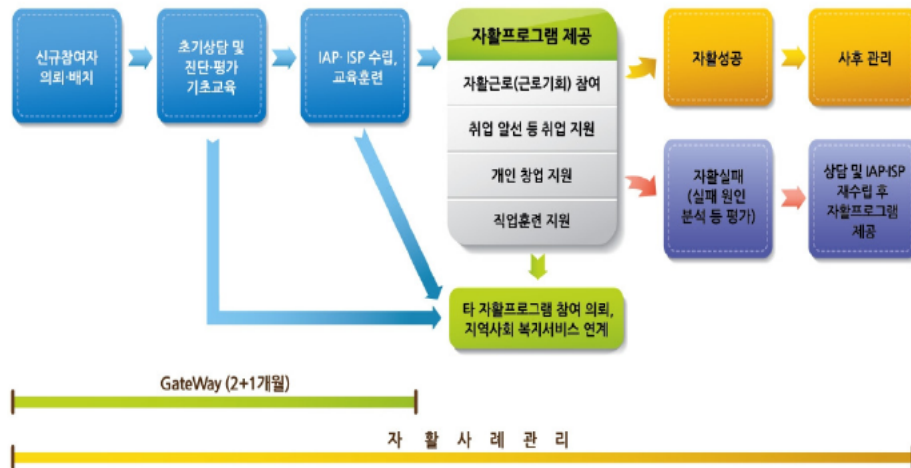 신규참여자
의뢰·배치
초기상담 및
진단·평가
기초교육
IAP· ISP 수립,
교육훈련
자활프로그램 제공
자활근로(근로기회) 참여
취업 알선 등 취업 지원
개인 창업 지원
직업훈련 지원
자활성공
사후 관리
자활실패
(실패 원인
분석 등 평가)
상담 및 IAP·ISP
재수립 후
자활프로그램
제공
타 자활프로그램 참여 의뢰,
지역사회 복지서비스 연계
GateWay (2+1개월)
자 활 사 례 관 리